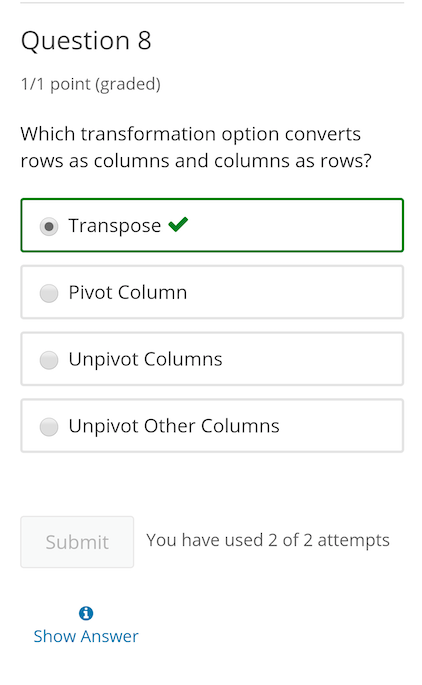 Question 8
1/1 point (graded)
Which transformation option converts
rows as columns and columns as rows?
Transpose
Pivot Column
Unpivot Columns
Unpivot Other Columns
Submit You have used 2 of 2 attempts
Show Answer